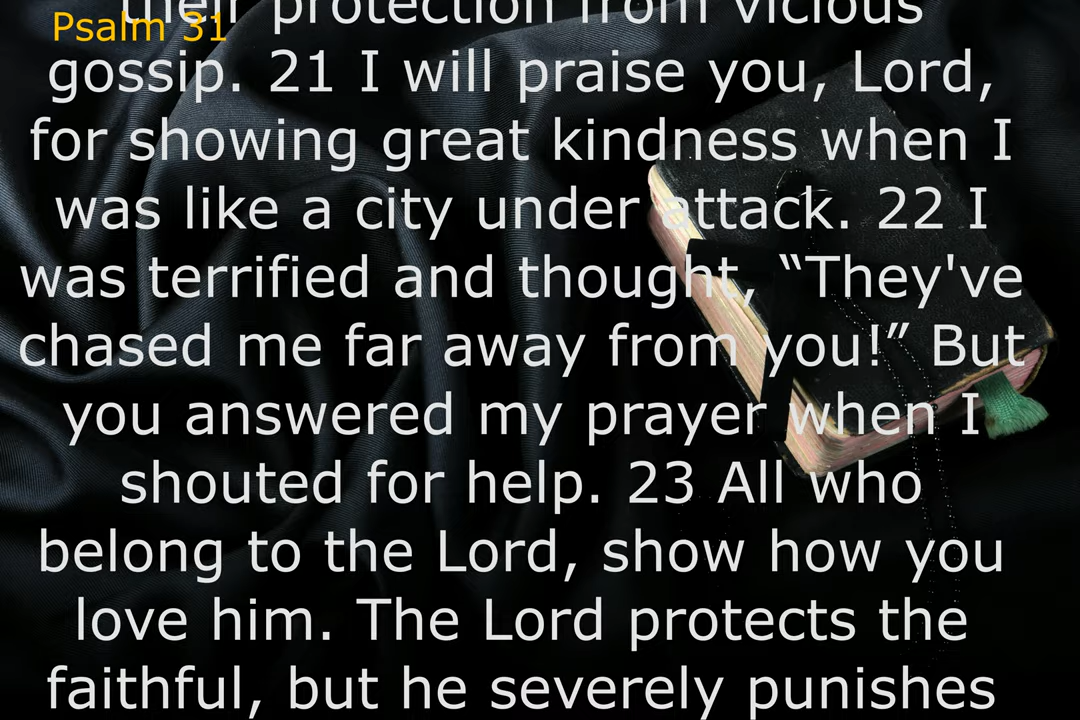 their protection from vicious
Psalm 31
gossip. 21 I will praise you, Lord,
for showing great kindness when I
was like a city under attack. 22 I
was terrified and thought, “They've
chased me far away from you!” But
you answered my prayer when I
shouted for help. 23 All who
belong to the Lord, show how you
love him. The Lord protects the
faithful, but he severely punishes